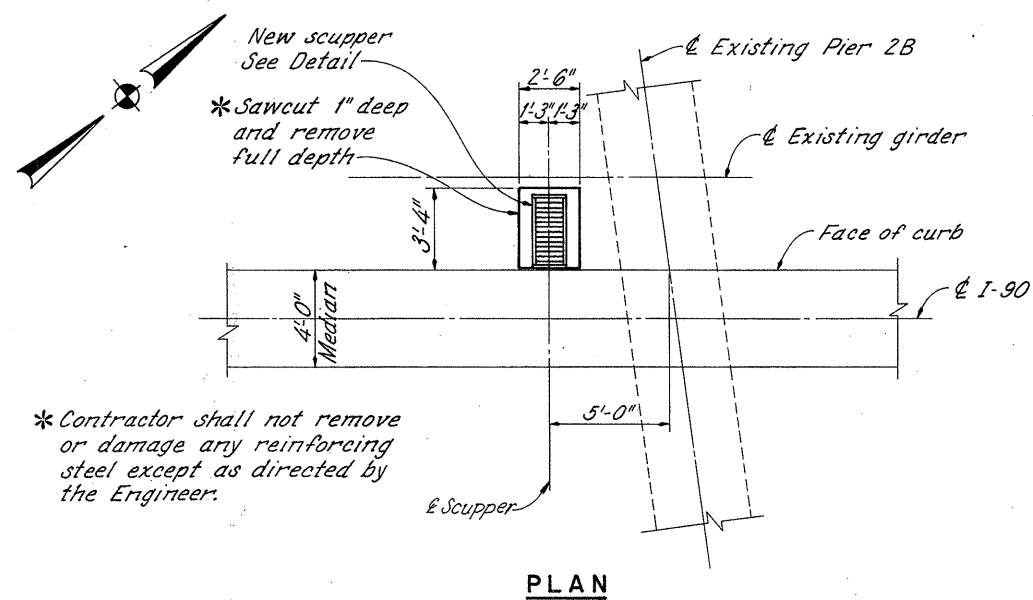 New scupper
See Detail
* Sawcut 1" deep
and remove
full depth
2'-6"
1'-3" 1'-3"
℄ Existing Pier 2B
℄ Existing girder
3'-4"
Face of curb
℄ I-90
4'-0"
Median
5'-0"
* Contractor shall not remove
or damage any reinforcing
steel except as directed by
the Engineer.
℄ Scupper
PLAN